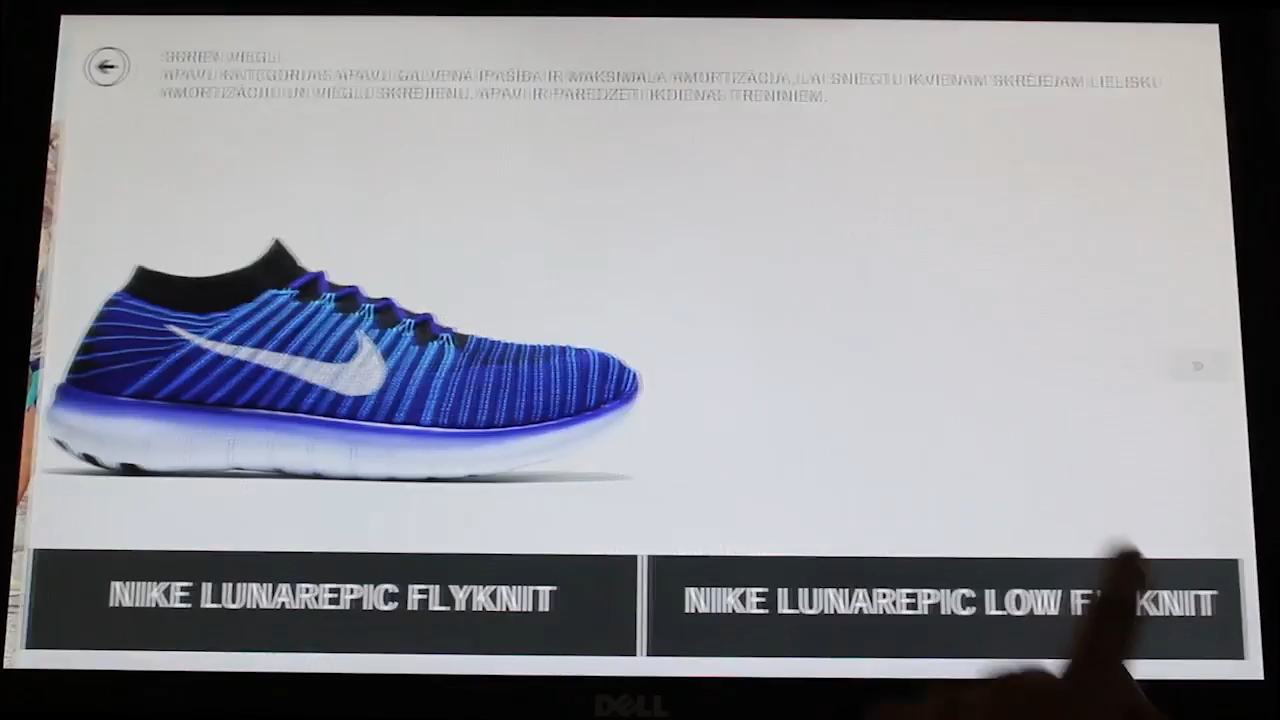 SKRIEN VIEGLI
APAVU KATEGORIJAS APAVU GALVENĀ ĪPAŠĪBA IR MAKSIMĀLA AMORTIZĀCIJA, LAI SNIEGTU IKVIENAM SKRĒJĒJAM LIELISKU
AMORTIZĀCIJU UN VIEGLU SKRĒJIENU. APAVI IR PAREDZĒTI IKDIENAS TRENIŅIEM.
NIKE LUNAREPIC FLYKNIT
NIKE LUNAREPIC LOW KNIT
DELL